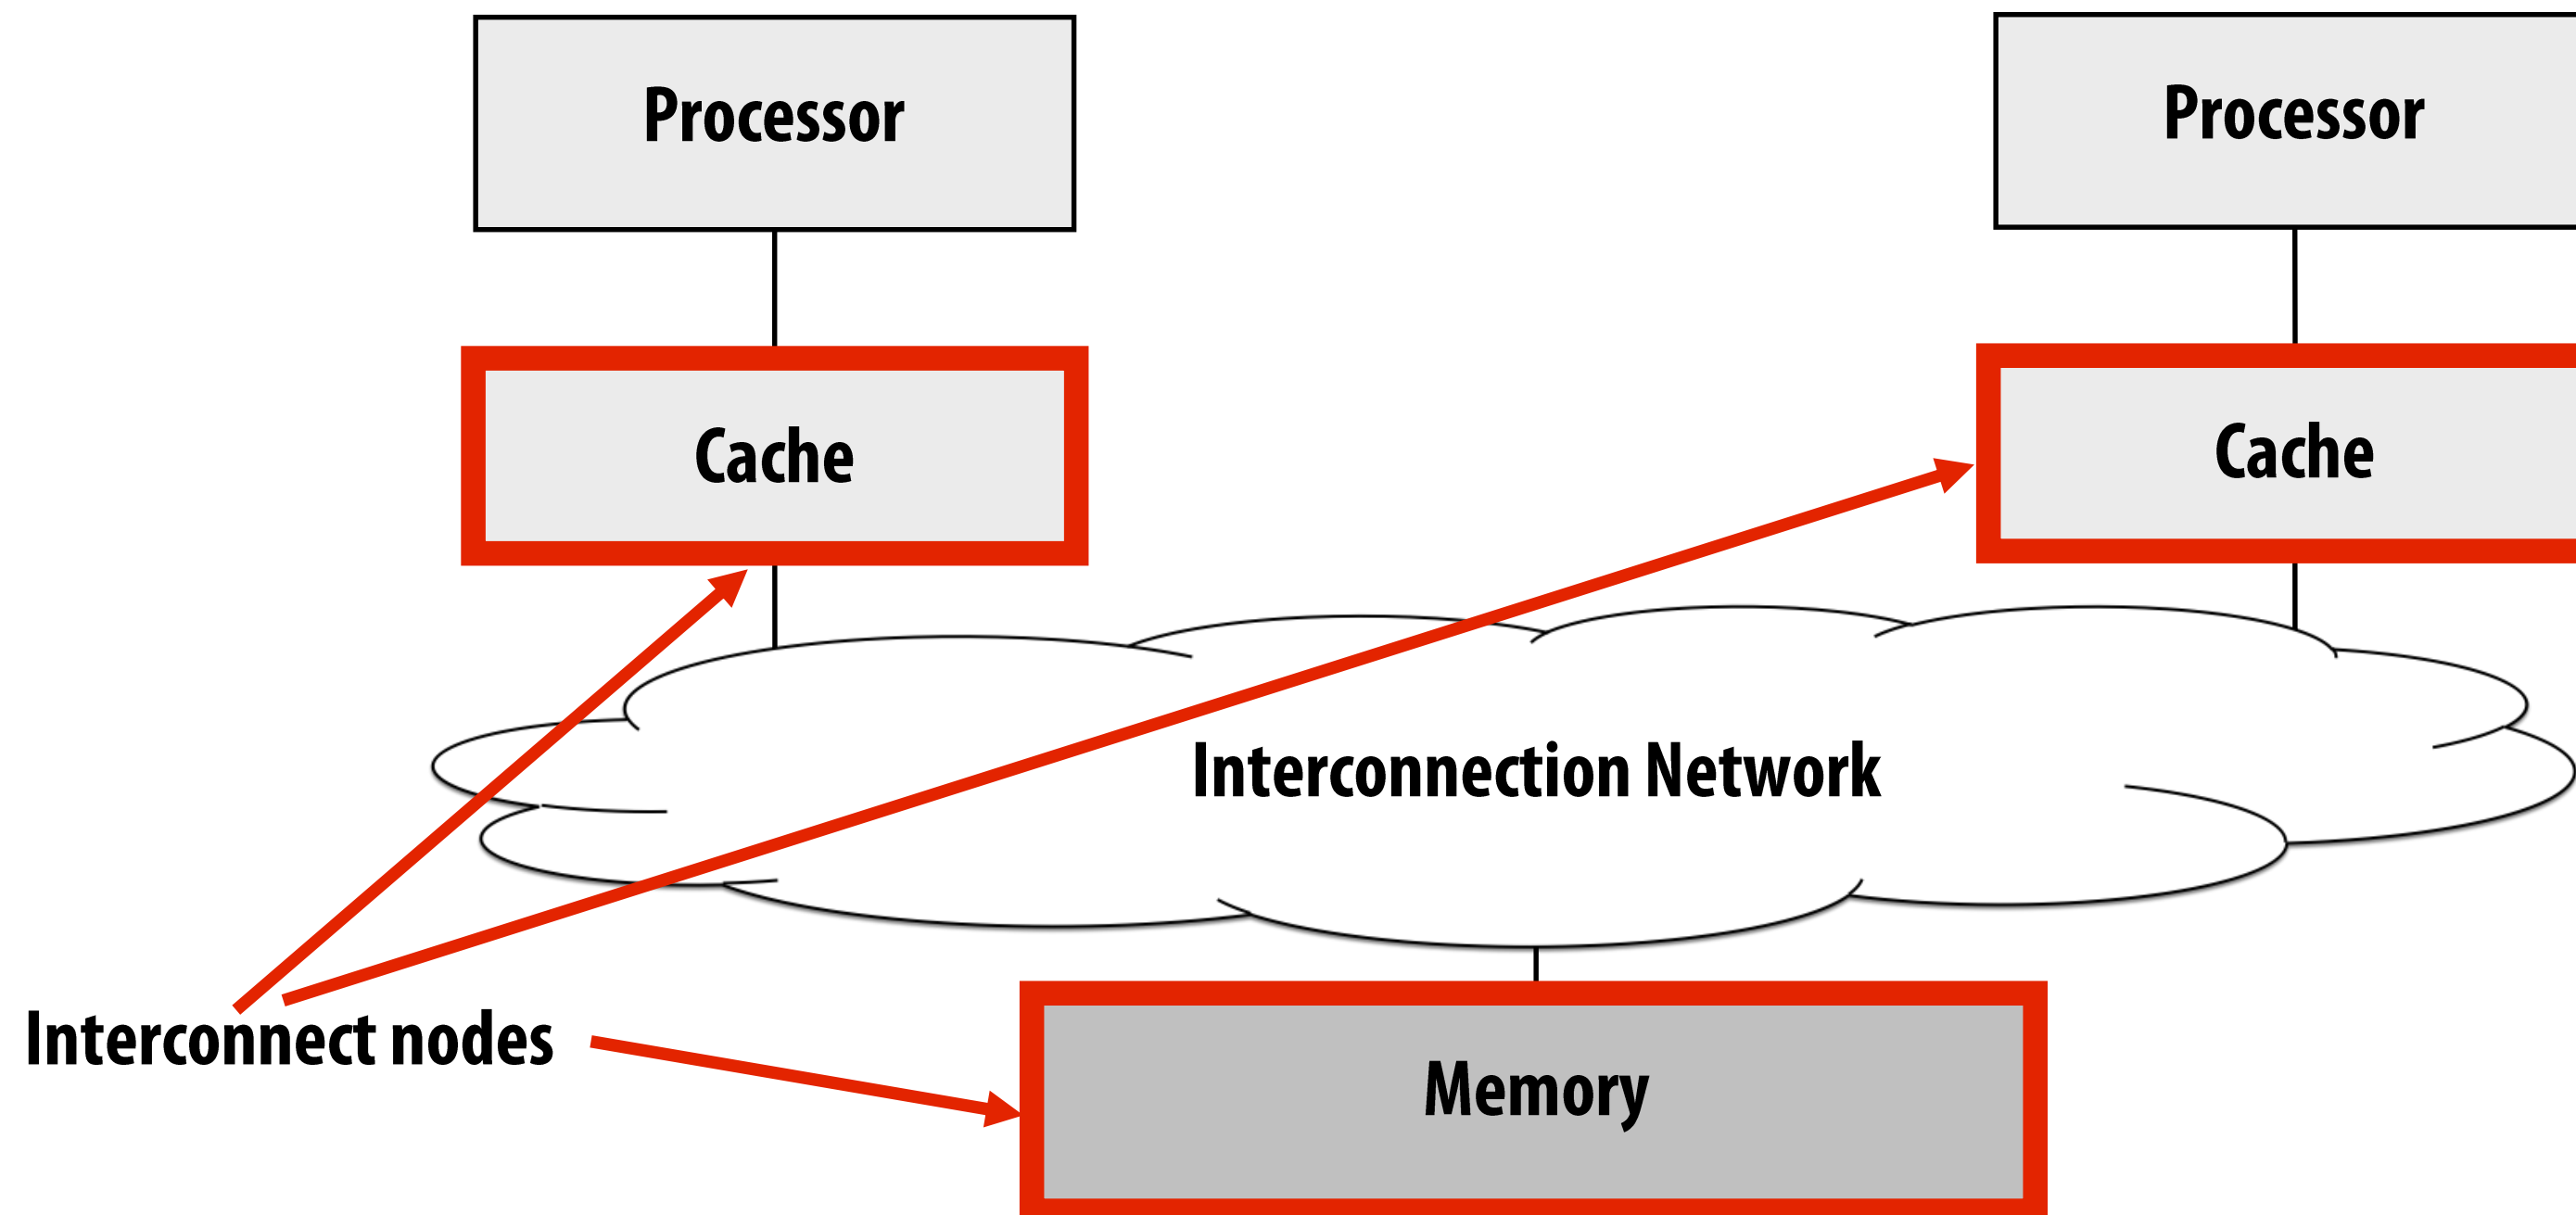 Processor
Processor
Cache
Cache
Interconnection Network
Interconnect nodes
Memory